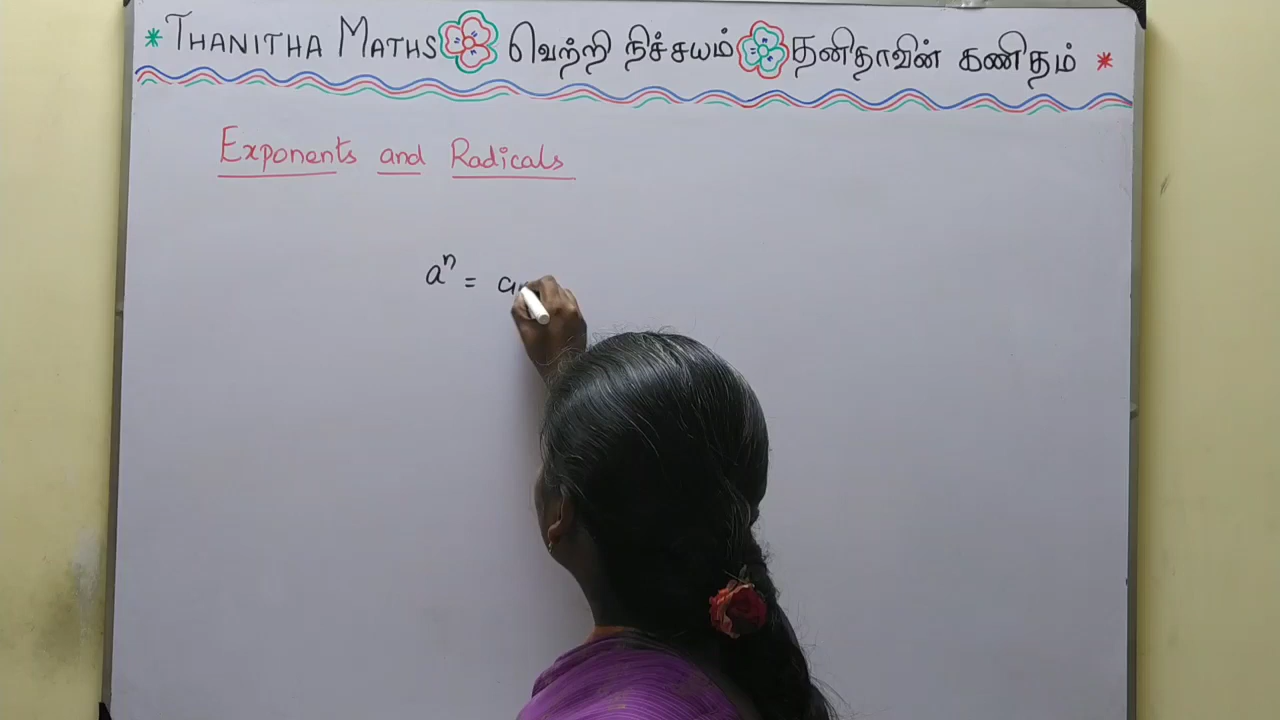 * THANITHA MATHS வெற்றி நிச்சயம் தனிதாவின் கணிதம் *
Exponents and Radicals
aⁿ = a